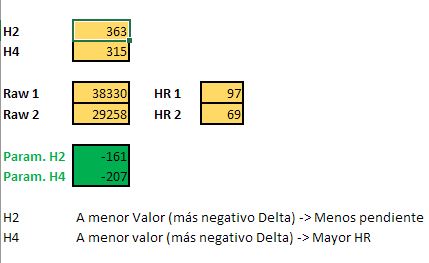 H2 363
H4 315
Raw 1 38330 HR 1 97
Raw 2 29258 HR 2 69
Param. H2 -161
Param. H4 -207
H2 A menor Valor (más negativo Delta) -> Menos pendiente
H4 A menor valor (más negativo Delta) -> Mayor HR